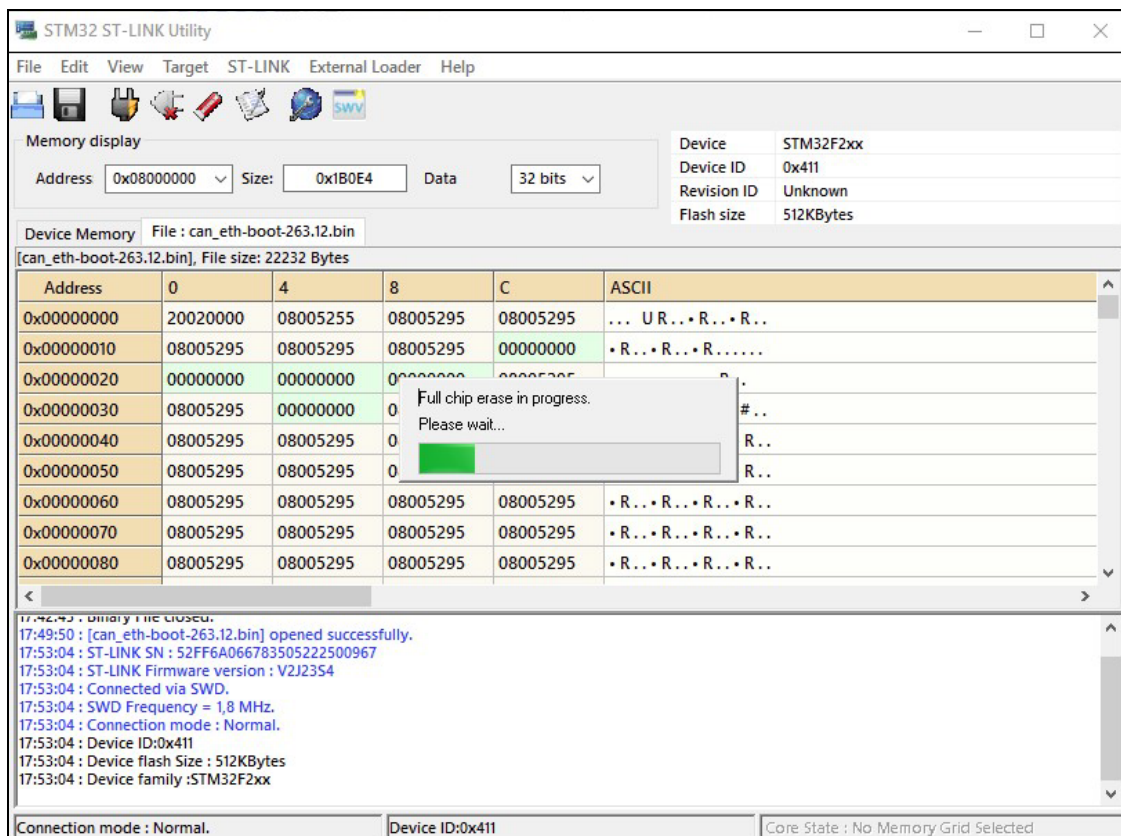 STM32 ST-LINK Utility
File Edit View Target ST-LINK External Loader Help
SWV
Memory display
Address 0x08000000 Size: 0x1B0E4 Data 32 bits
Device STM32F2xx
Device ID 0x411
Revision ID Unknown
Flash size 512KBytes
Device Memory File : can_eth-boot-263.12.bin
[can_eth-boot-263.12.bin], File size: 22232 Bytes
Address 0 4 8 C ASCII
0x00000000 20020000 08005255 08005295 08005295 ... UR..•R..•R..
0x00000010 08005295 08005295 08005295 00000000 •R..•R..•R......
0x00000020 00000000 00000000
0x00000030 08005295 00000000 0 #..
0x00000040 08005295 08005295 0 R..
0x00000050 08005295 08005295 0 R..
0x00000060 08005295 08005295 08005295 08005295 •R..•R..•R..•R..
0x00000070 08005295 08005295 08005295 08005295 •R..•R..•R..•R..
0x00000080 08005295 08005295 08005295 08005295 •R..•R..•R..•R..
Full chip erase in progress.
Please wait...
17:42:45 : Binary File closed.
17:49:50 : [can_eth-boot-263.12.bin] opened successfully.
17:53:04 : ST-LINK SN : 52FF6A066783505222500967
17:53:04 : ST-LINK Firmware version : V2J23S4
17:53:04 : Connected via SWD.
17:53:04 : SWD Frequency = 1,8 MHz.
17:53:04 : Connection mode : Normal.
17:53:04 : Device ID:0x411
17:53:04 : Device flash Size : 512KBytes
17:53:04 : Device family :STM32F2xx
Connection mode : Normal. Device ID:0x411 Core State : No Memory Grid Selected